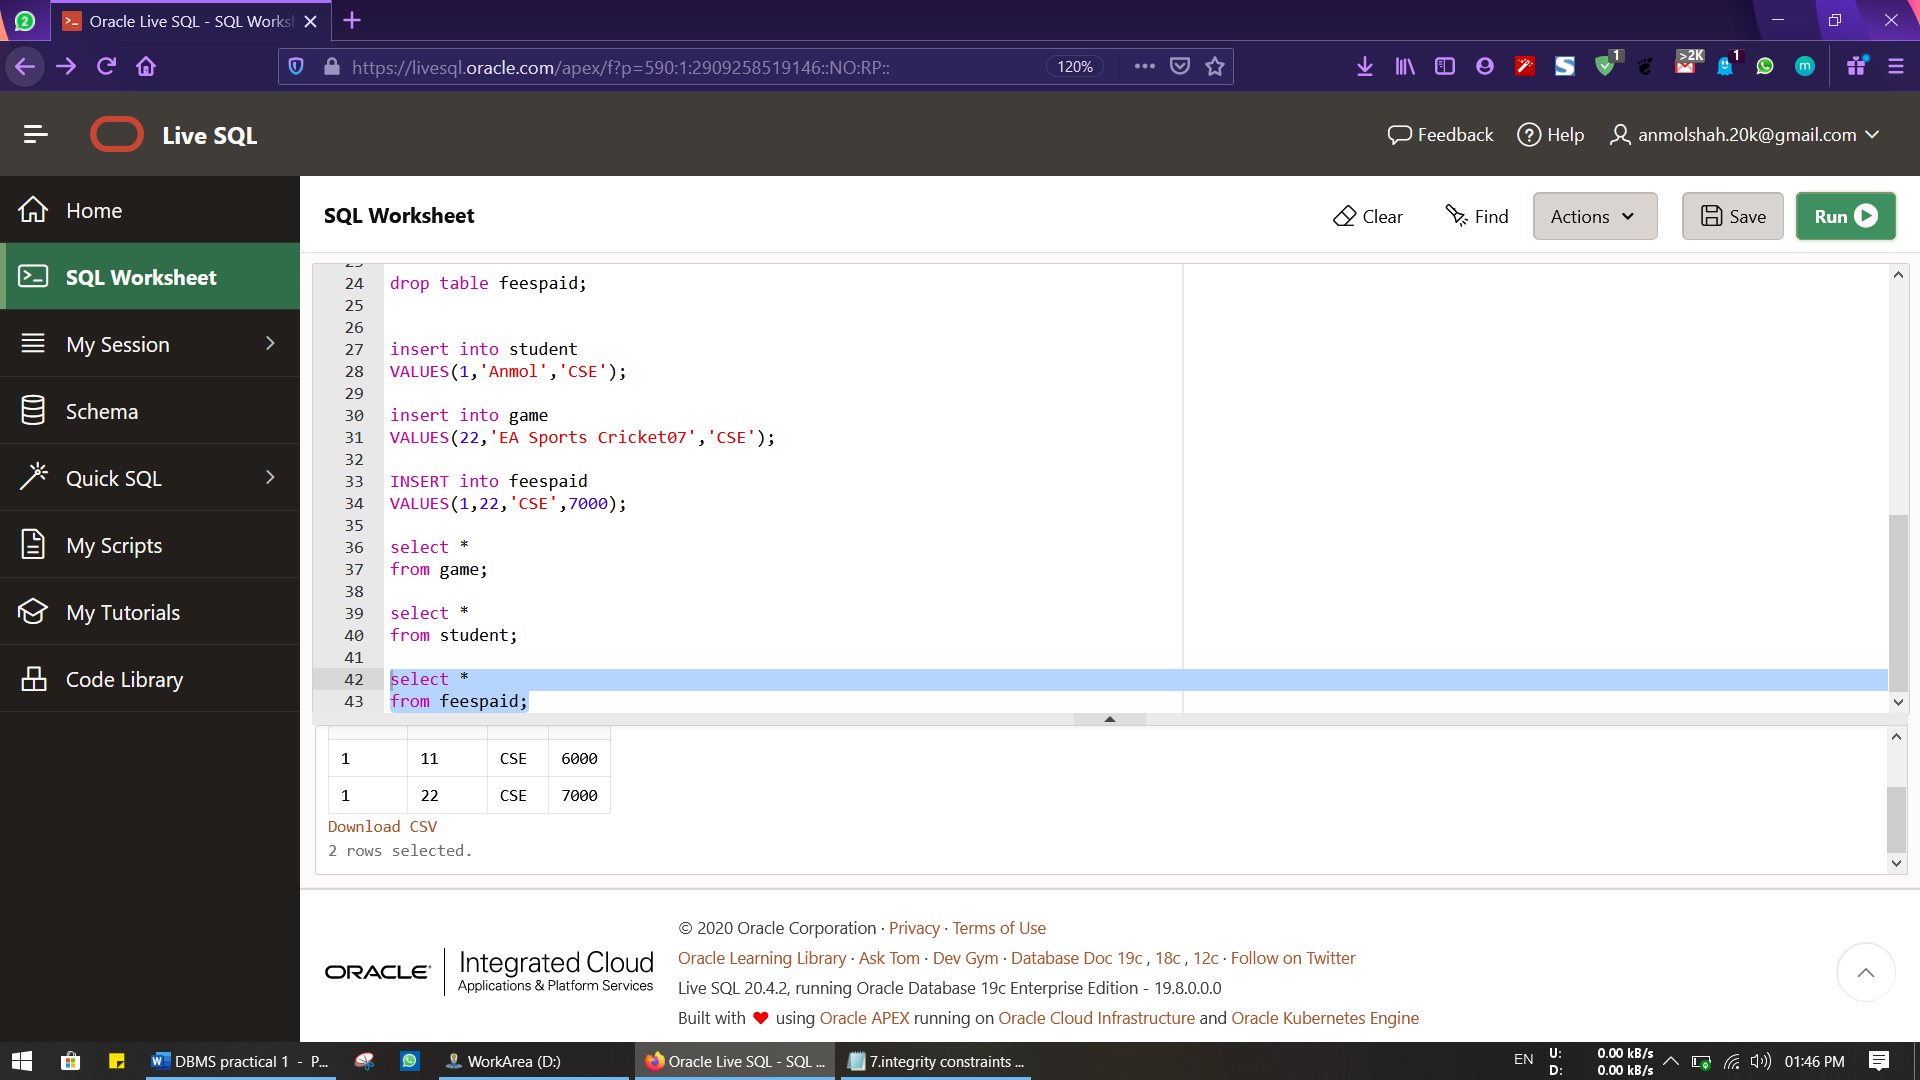 2
Oracle Live SQL - SQL Works
https://livesql.oracle.com/apex/f?p=590:1:2909258519146::NO:RP::
120%
1
>2K
1
m
Live SQL
Feedback
Help
anmolshah.20k@gmail.com
Home
SQL Worksheet
My Session
Schema
Quick SQL
My Scripts
My Tutorials
Code Library
SQL Worksheet
Clear
Find
Actions
Save
Run
24 drop table feespaid;
25
26
27 insert into student
28 VALUES(1,'Anmol','CSE');
29
30 insert into game
31 VALUES(22,'EA Sports Cricket07','CSE');
32
33 INSERT into feespaid
34 VALUES(1,22,'CSE',7000);
35
36 select *
37 from game;
38
39 select *
40 from student;
41
42 select *
43 from feespaid;
1 11 CSE 6000
1 22 CSE 7000
Download CSV
2 rows selected.
ORACLE
Integrated Cloud
Applications & Platform Services
© 2020 Oracle Corporation · Privacy · Terms of Use
Oracle Learning Library · Ask Tom · Dev Gym · Database Doc 19c , 18c , 12c · Follow on Twitter
Live SQL 20.4.2, running Oracle Database 19c Enterprise Edition - 19.8.0.0.0
Built with ❤ using Oracle APEX running on Oracle Cloud Infrastructure and Oracle Kubernetes Engine
DBMS practical 1 - P...
WorkArea (D:)
Oracle Live SQL - SQL ...
7.integrity constraints ...
EN
U: 0.00 kB/s
D: 0.00 kB/s
01:46 PM